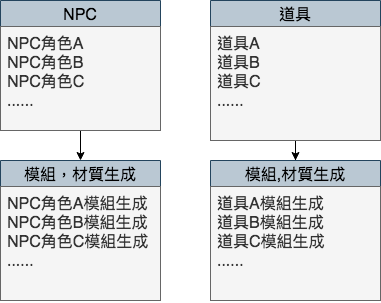 NPC
NPC角色A
NPC角色B
NPC角色C
......
道具
道具A
道具B
道具C
......
模組，材質生成
NPC角色A模組生成
NPC角色B模組生成
NPC角色C模組生成
......
模組,材質生成
道具A模組生成
道具B模組生成
道具C模組生成
......